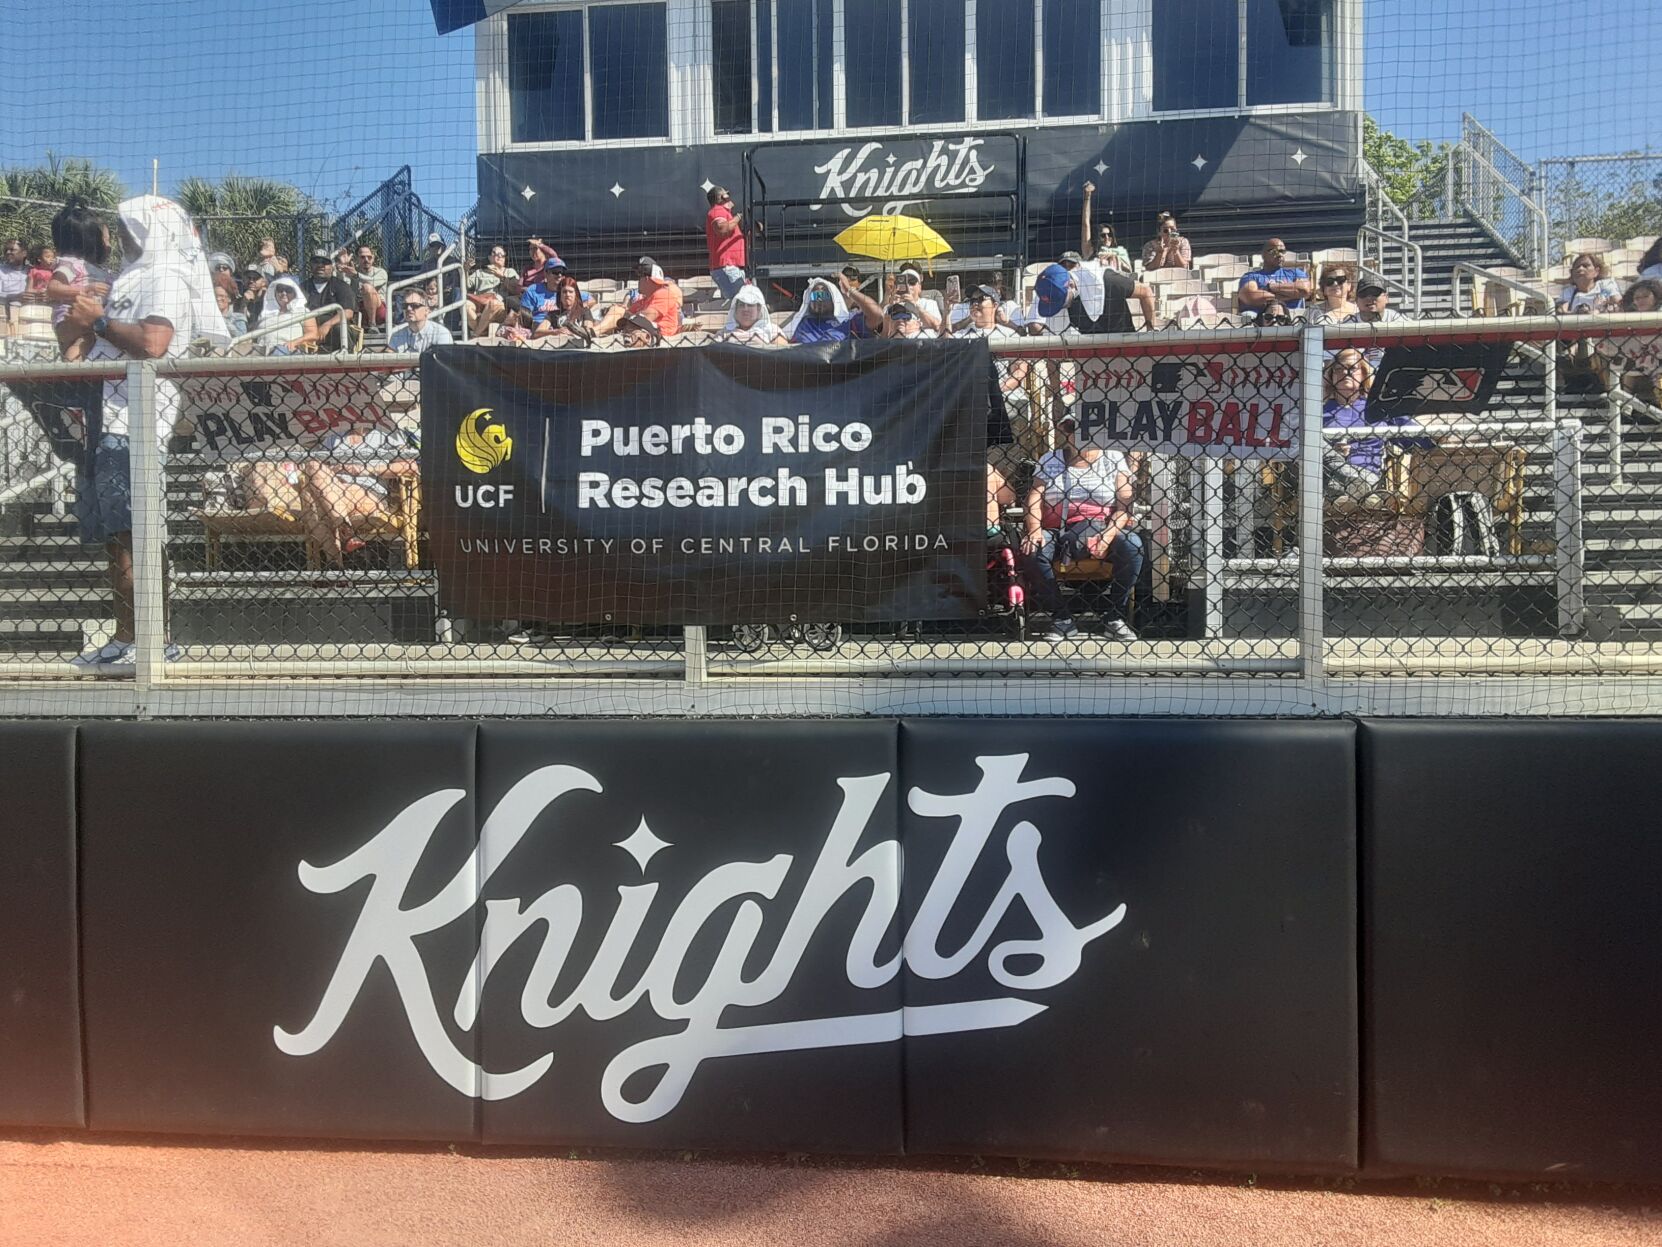 Knights
PLAY BALL
UCF
Puerto Rico
Research Hub
UNIVERSITY OF CENTRAL FLORIDA
PLAY BALL
Knights